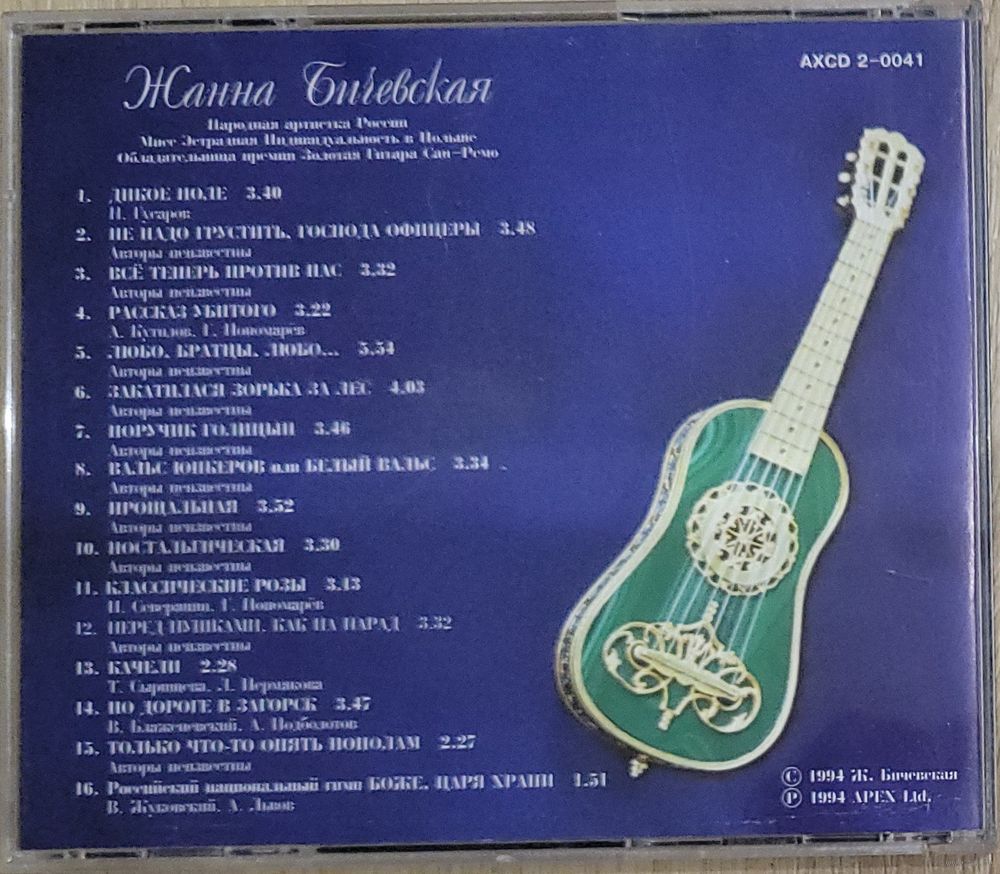 AXCD 2-0041
Жанна Бичевская
Народная артистка России
Мисс Эстрадная Индивидуальность в Польше
Обладательница премии Золотая Гитара Сан-Ремо
1. ДИКОЕ ПОЛЕ 3.40
И. Гусаров
2. НЕ НАДО ГРУСТИТЬ, ГОСПОДА ОФИЦЕРЫ 3.48
Авторы неизвестны
3. ВСЁ ТЕПЕРЬ ПРОТИВ НАС 3.32
Авторы неизвестны
4. РАССКАЗ УБИТОГО 3.22
А. Кутилов, Г. Пономарев
5. ЛЮБО, БРАТЦЫ, ЛЮБО... 5.54
Авторы неизвестны
6. ЗАКАТИЛАСЯ ЗОРЬКА ЗА ЛЕС 4.03
Авторы неизвестны
7. ПОРУЧИК ГОЛИЦЫН 3.46
Авторы неизвестны
8. ВАЛЬС ЮНКЕРОВ или БЕЛЫЙ ВАЛЬС 3.34
Авторы неизвестны
9. ПРОЩАЛЬНАЯ 3.52
Авторы неизвестны
10. НОСТАЛЬГИЧЕСКАЯ 3.30
Авторы неизвестны
11. КЛАССИЧЕСКИЕ РОЗЫ 3.13
И. Северянин, Г. Пономарёв
12. ПЕРЕД ПУШКАМИ, КАК НА ПАРАД 3.32
Авторы неизвестны
13. КАЧЕЛИ 2.28
Т. Сырищева, Л. Пермякова
14. ПО ДОРОГЕ В ЗАГОРСК 3.47
В. Блаженевский, А. Подболотов
15. ТОЛЬКО ЧТО-ТО ОПЯТЬ ПОПОЛАМ 2.27
Авторы неизвестны
16. Российский национальный гимн БОЖЕ, ЦАРЯ ХРАНИ 1.51
В. Жуковский, А. Львов
© 1994 Ж. Бичевская
℗ 1994 APEX Ltd.